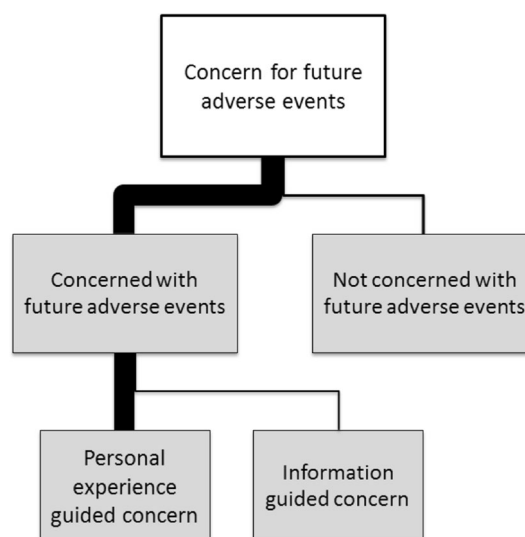 Concern for future
adverse events
Concerned with
future adverse events
Not concerned with
future adverse events
Personal
experience
guided concern
Information
guided concern